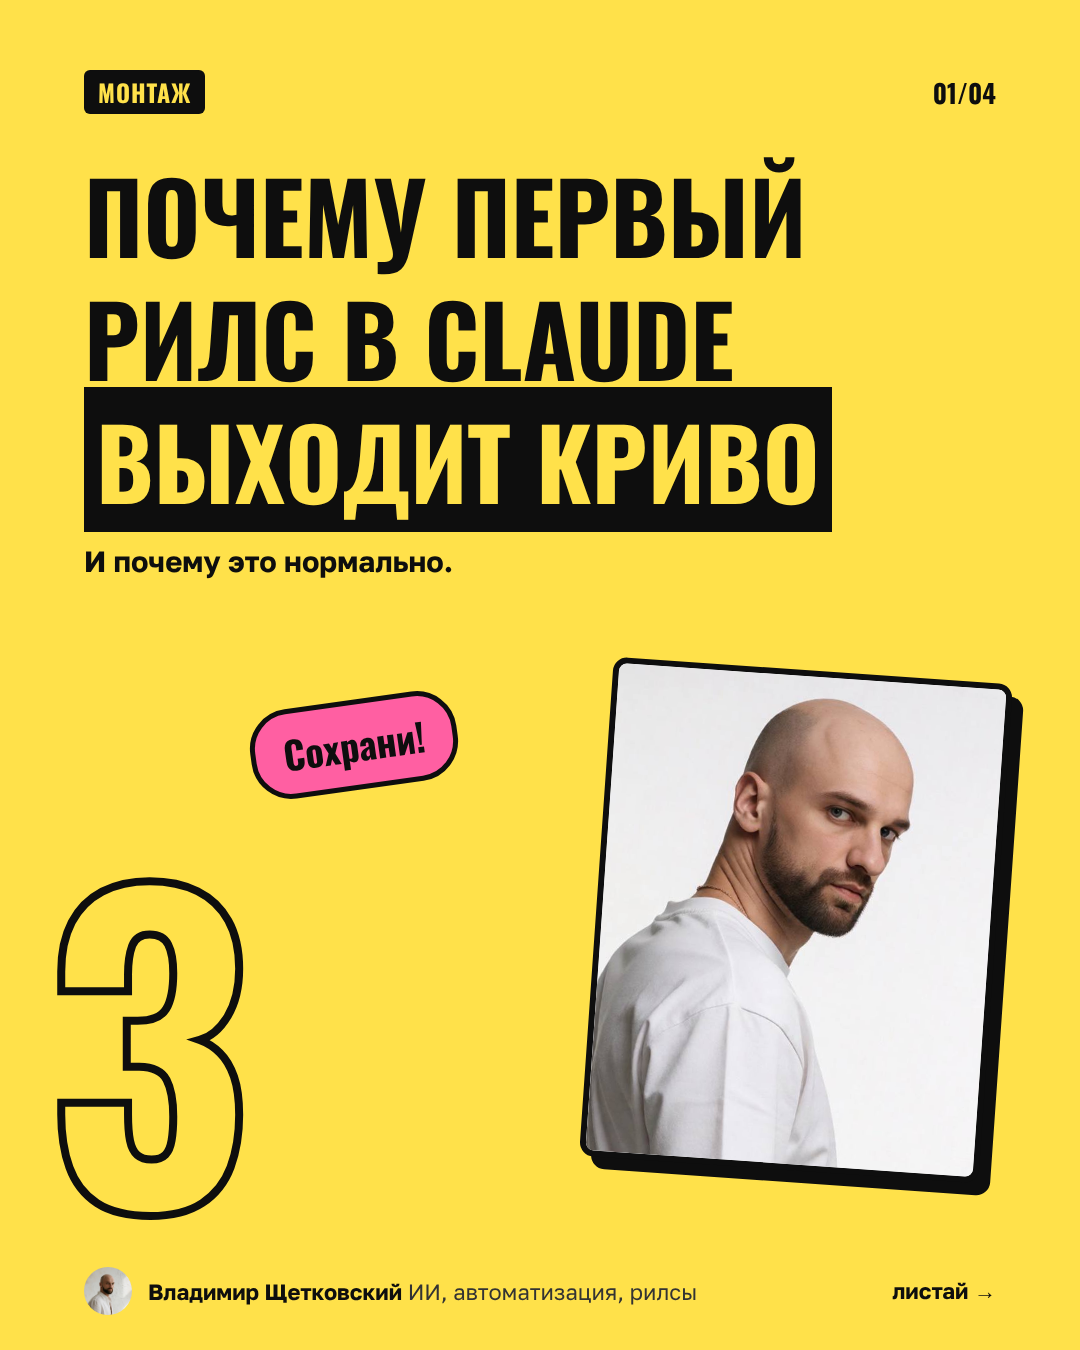 МОНТАЖ
01/04
ПОЧЕМУ ПЕРВЫЙ
РИЛС В CLAUDE
ВЫХОДИТ КРИВО
И почему это нормально.
Сохрани!
3
Владимир Щетковский ИИ, автоматизация, рилсы
листай →